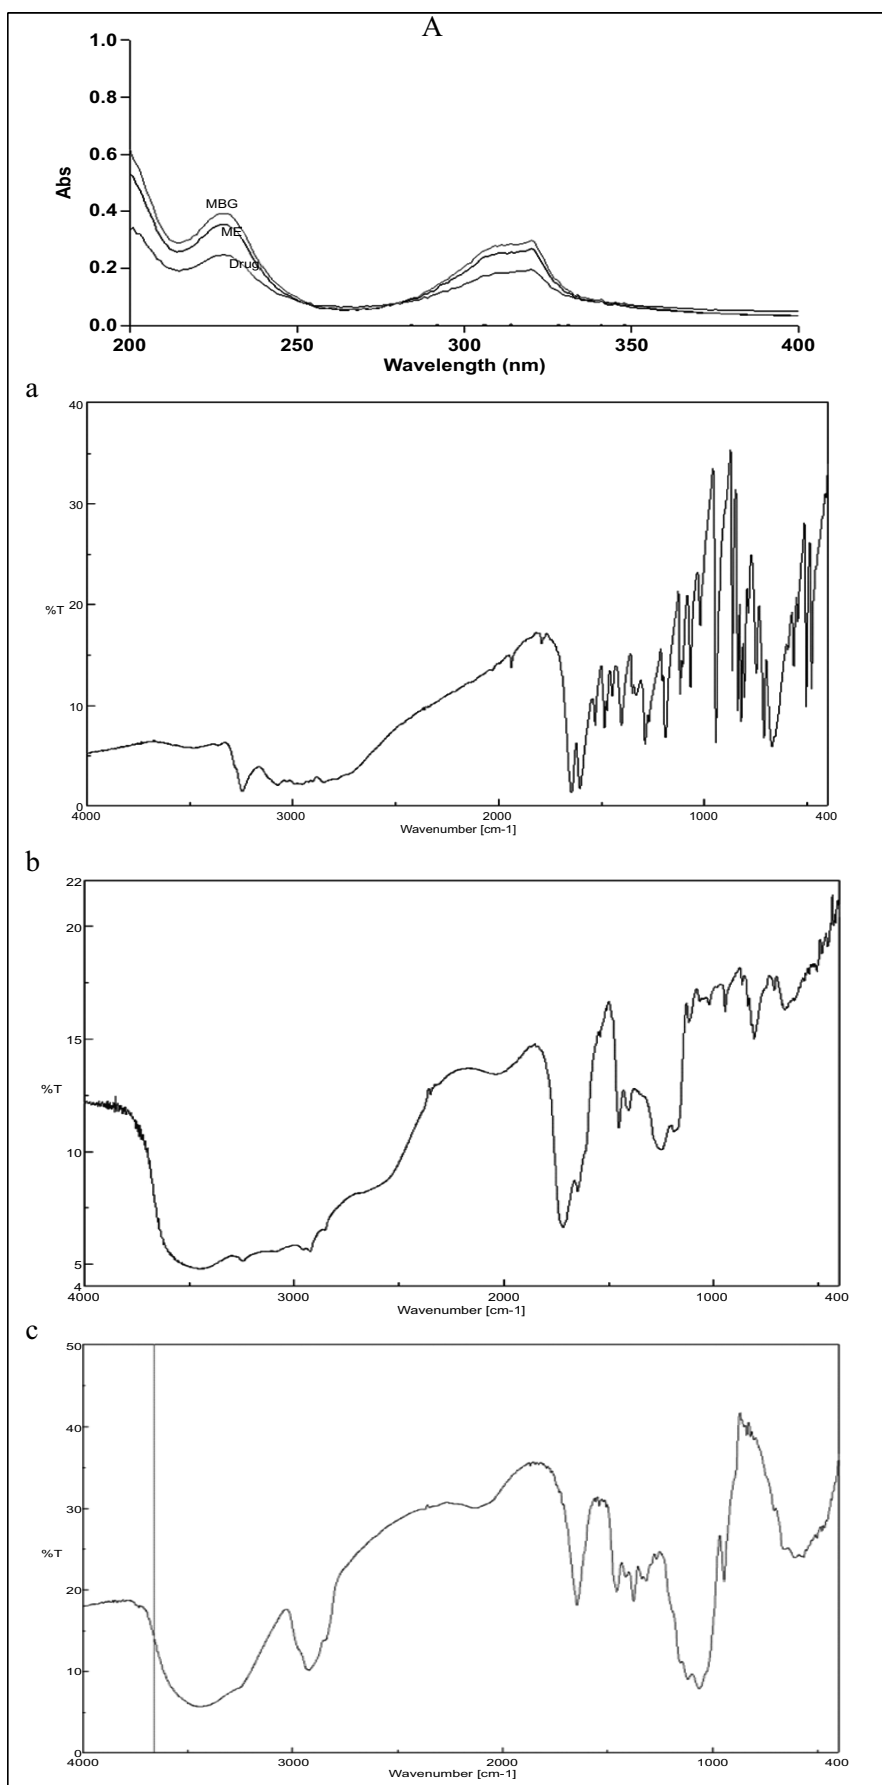 A
1.0
0.8
0.6
0.4
0.2
0.0
Abs
MBG
ME
Drug
200 250 300 350 400
Wavelength (nm)
a
40
30
20
10
0
%T
4000 3000 2000 1000 400
Wavenumber [cm-1]
b
22
20
15
10
5
4
%T
4000 3000 2000 1000 400
Wavenumber [cm-1]
c
50
40
30
20
10
0
%T
4000 3000 2000 1000 400
Wavenumber [cm-1]